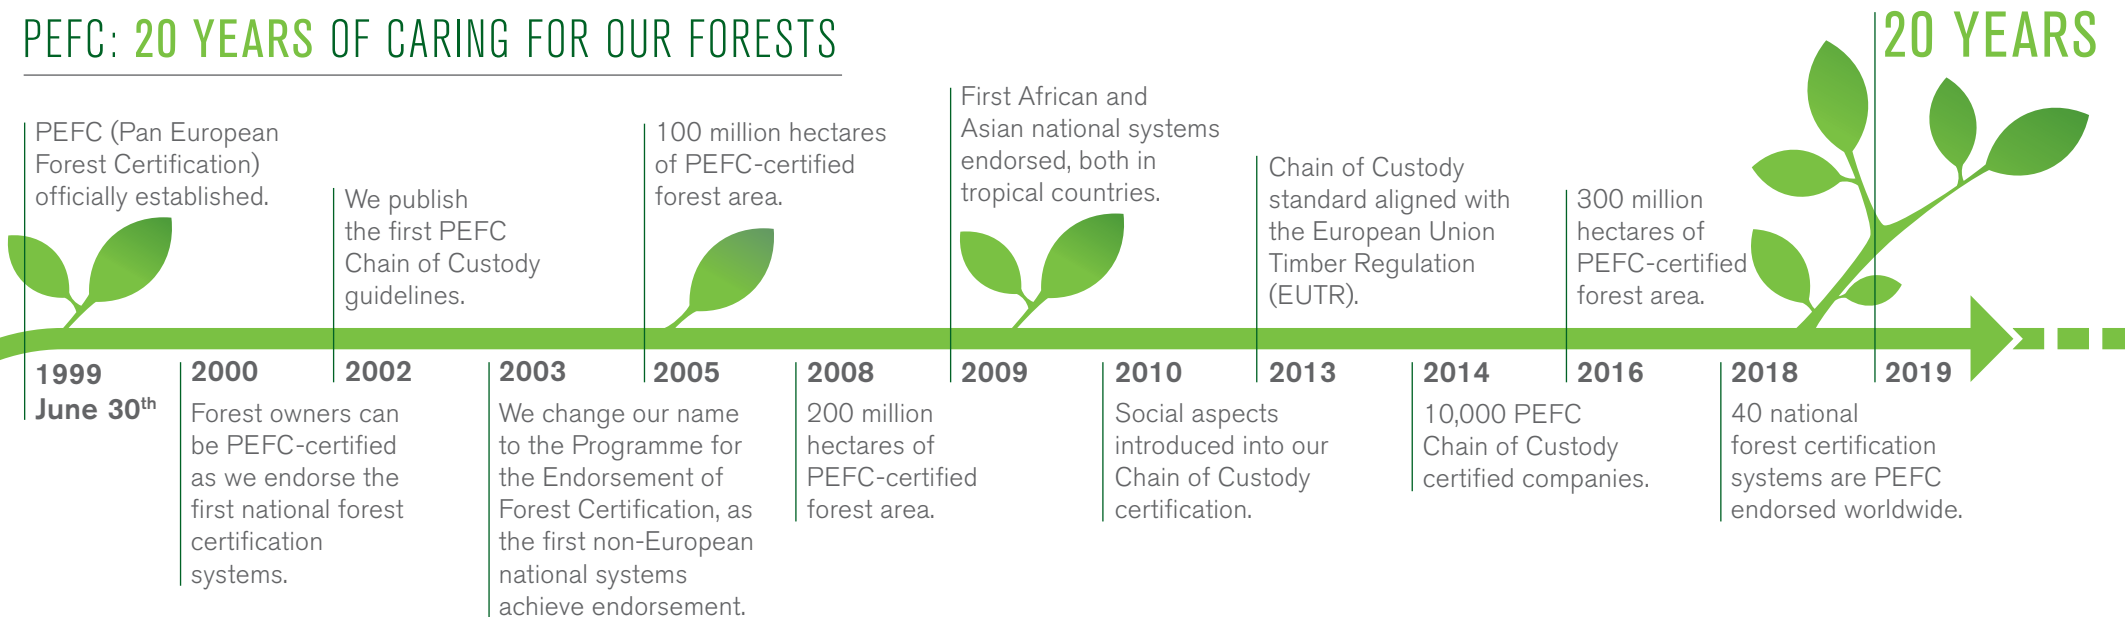 PEFC: 20 YEARS OF CARING FOR OUR FORESTS
20 YEARS
PEFC (Pan European
Forest Certification)
officially established.
1999
June 30th
2000
Forest owners can
be PEFC-certified
as we endorse the
first national forest
certification
systems.
We publish
the first PEFC
Chain of Custody
guidelines.
2002
2003
We change our name
to the Programme for
the Endorsement of
Forest Certification, as
the first non-European
national systems
achieve endorsement.
100 million hectares
of PEFC-certified
forest area.
2005
2008
200 million
hectares of
PEFC-certified
forest area.
First African and
Asian national systems
endorsed, both in
tropical countries.
2009
2010
Social aspects
introduced into our
Chain of Custody
certification.
Chain of Custody
standard aligned with
the European Union
Timber Regulation
(EUTR).
2013
2014
10,000 PEFC
Chain of Custody
certified companies.
300 million
hectares of
PEFC-certified
forest area.
2016
2018
40 national
forest certification
systems are PEFC
endorsed worldwide.
2019